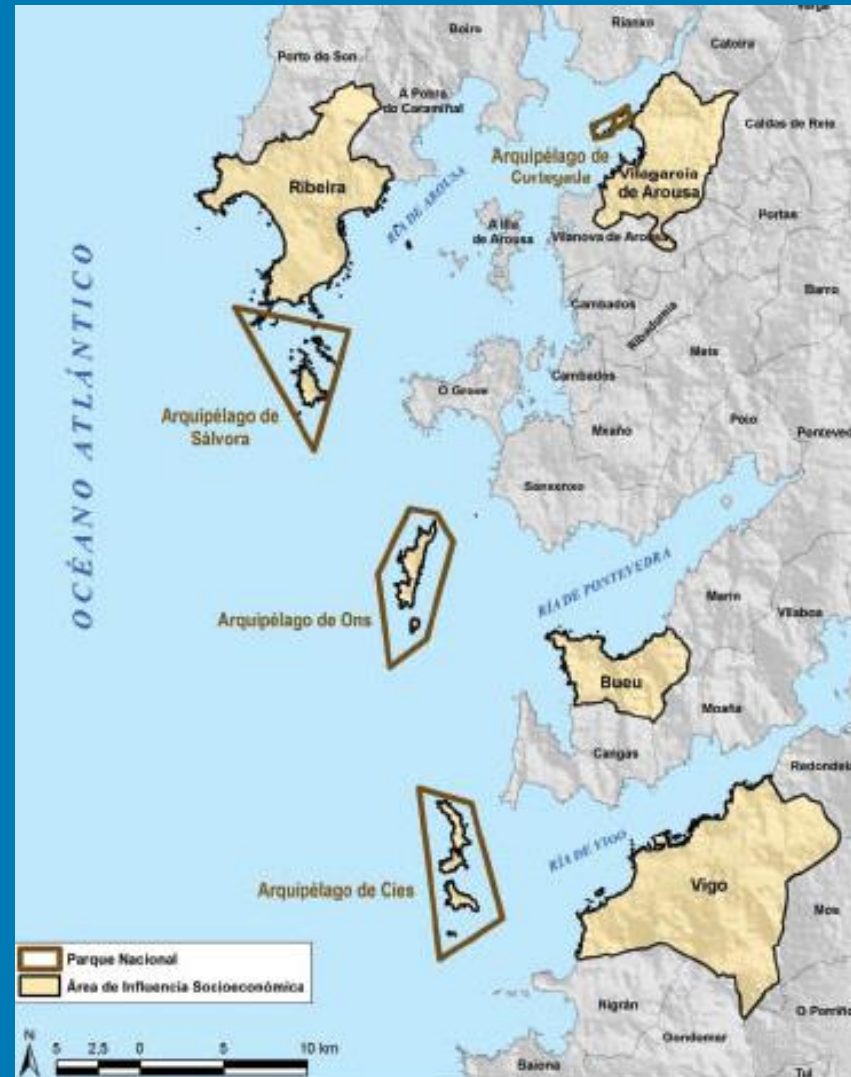 Verga
Boiro
Rianxo
Catoira
Porto do Son
A Pobra
do Caramiñal
Caldas de Reis
Arquipélago de
Cortegada
Vilagarcía
de Arousa
Ribeira
RÍA DE AROUSA
Portas
A Illa
de Arousa
Vilanova de Arousa
OCÉANO ATLÁNTICO
Barro
Cambados
Ribadumia
Meis
Cambados
O Grove
Arquipélago de
Sálvora
Poio
Meaño
Ponteved
Sanxenxo
RÍA DE PONTEVEDRA
Marín
Vilaboa
Arquipélago de Ons
Bueu
Moaña
Cangas
Redondela
RÍA DE VIGO
Arquipélago de Cíes
Vigo
Mos
Parque Nacional
Área de Influencia Socioeconómica
Nigrán
O Porriño
Gondomar
N
5 2,5 0 5 10 km
Baiona
Tui